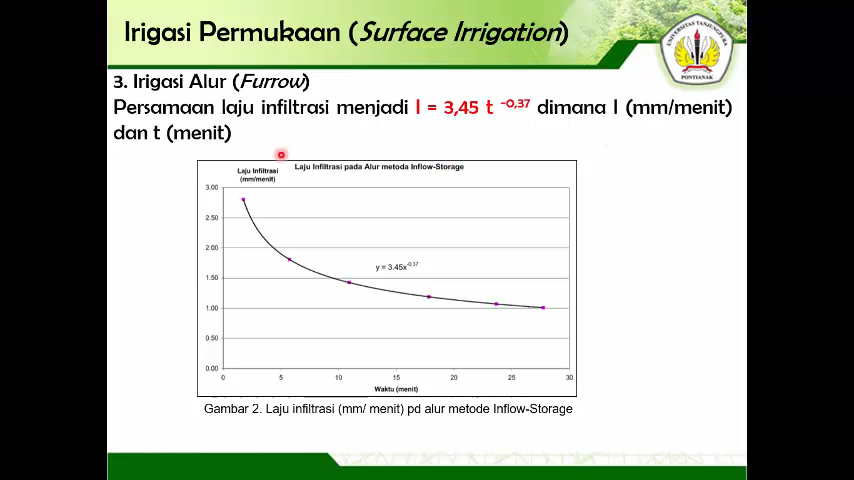 Irigasi Permukaan (Surface Irrigation)
UNIVERSITAS TANJUNGPURA
PONTIANAK
3. Irigasi Alur (Furrow)
Persamaan laju infiltrasi menjadi I = 3,45 t -0,37 dimana I (mm/menit)
dan t (menit)
Laju Infiltrasi pada Alur metoda Inflow-Storage
Laju Infiltrasi
(mm/menit)
3.00
2.50
2.00
y = 3.45x-0.37
1.50
1.00
0.50
0.00
0 5 10 15 20 25 30
Waktu (menit)
Gambar 2. Laju infiltrasi (mm/ menit) pd alur metode Inflow-Storage